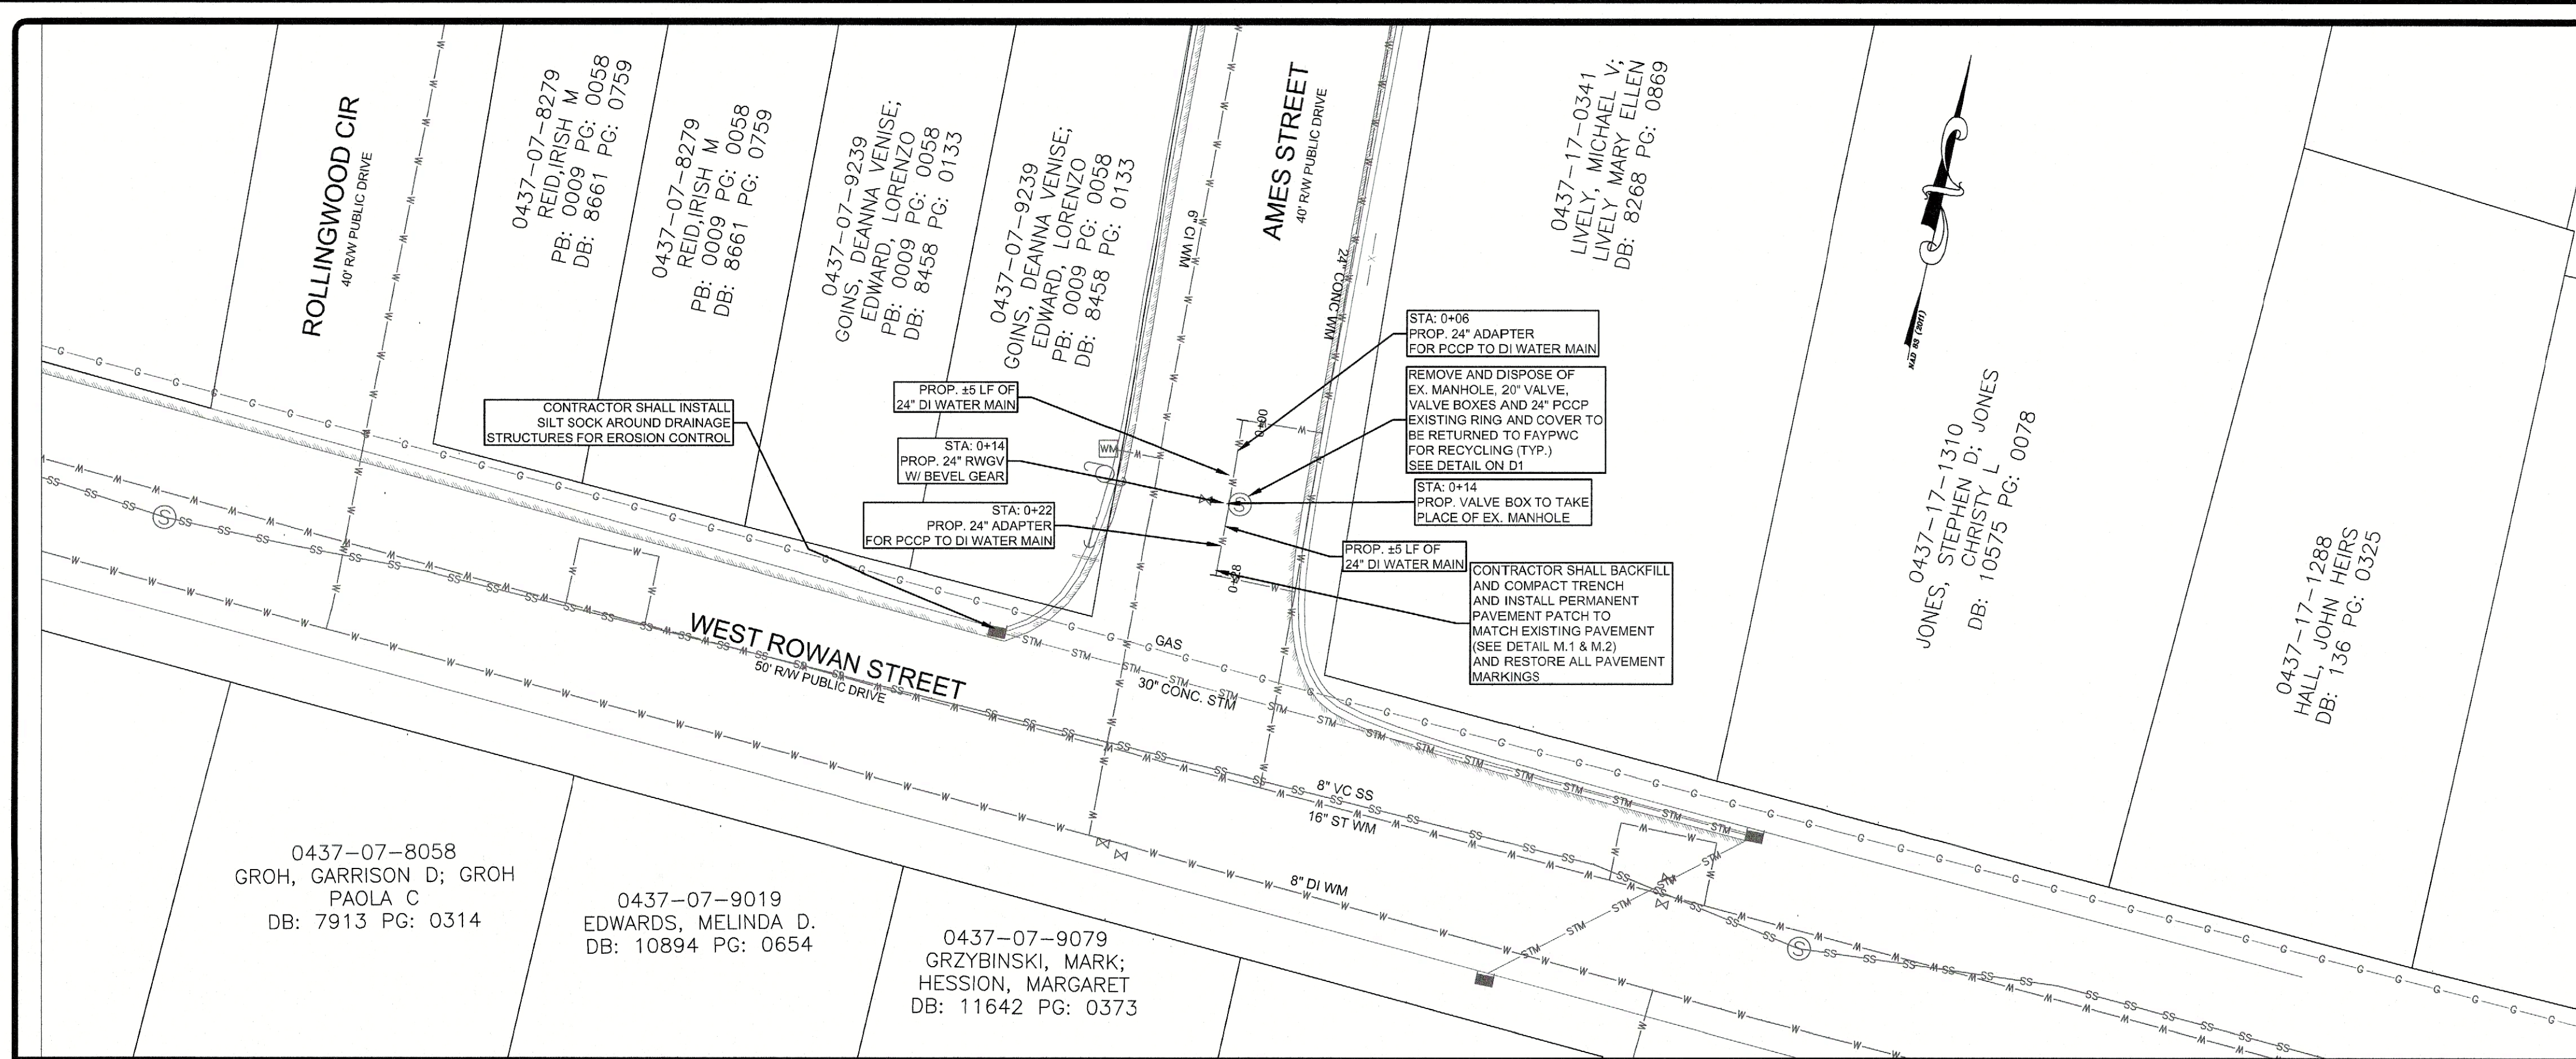 ROLLINGWOOD CIR
40' R/W PUBLIC DRIVE
0437-07-8279
REID,IRISH M
PB: 0009 PG: 0058
DB: 8661 PG: 0759
0437-07-8279
REID,IRISH M
PB: 0009 PG: 0058
DB: 8661 PG: 0759
0437-07-9239
GOINS, DEANNA VENISE;
EDWARD, LORENZO
PB: 0009 PG: 0058
DB: 8458 PG: 0133
0437-07-9239
GOINS, DEANNA VENISE;
EDWARD, LORENZO
PB: 0009 PG: 0058
DB: 8458 PG: 0133
6" CI WM
AMES STREET
40' R/W PUBLIC DRIVE
24" CONC WM
0437-17-0341
LIVELY, MICHAEL V;
LIVELY MARY ELLEN
DB: 8268 PG: 0869
NAD 83 (2011)
0437-17-1310
JONES, STEPHEN D; JONES
CHRISTY L
DB: 10575 PG: 0078
0437-17-1288
HALL, JOHN HEIRS
DB: 136 PG: 0325
CONTRACTOR SHALL INSTALL
SILT SOCK AROUND DRAINAGE
STRUCTURES FOR EROSION CONTROL
PROP. ±5 LF OF
24" DI WATER MAIN
STA: 0+14
PROP. 24" RWGV
W/ BEVEL GEAR
STA: 0+22
PROP. 24" ADAPTER
FOR PCCP TO DI WATER MAIN
WM
0+00
0+28
STA: 0+06
PROP. 24" ADAPTER
FOR PCCP TO DI WATER MAIN
REMOVE AND DISPOSE OF
EX. MANHOLE, 20" VALVE,
VALVE BOXES AND 24" PCCP
EXISTING RING AND COVER TO
BE RETURNED TO FAYPWC
FOR RECYCLING (TYP.)
SEE DETAIL ON D1
STA: 0+14
PROP. VALVE BOX TO TAKE
PLACE OF EX. MANHOLE
PROP. ±5 LF OF
24" DI WATER MAIN
CONTRACTOR SHALL BACKFILL
AND COMPACT TRENCH
AND INSTALL PERMANENT
PAVEMENT PATCH TO
MATCH EXISTING PAVEMENT
(SEE DETAIL M.1 & M.2)
AND RESTORE ALL PAVEMENT
MARKINGS
WEST ROWAN STREET
50' R/W PUBLIC DRIVE
GAS
30" CONC. STM
8" VC SS
16" ST WM
8" DI WM
0437-07-8058
GROH, GARRISON D; GROH
PAOLA C
DB: 7913 PG: 0314
0437-07-9019
EDWARDS, MELINDA D.
DB: 10894 PG: 0654
0437-07-9079
GRZYBINSKI, MARK;
HESSION, MARGARET
DB: 11642 PG: 0373